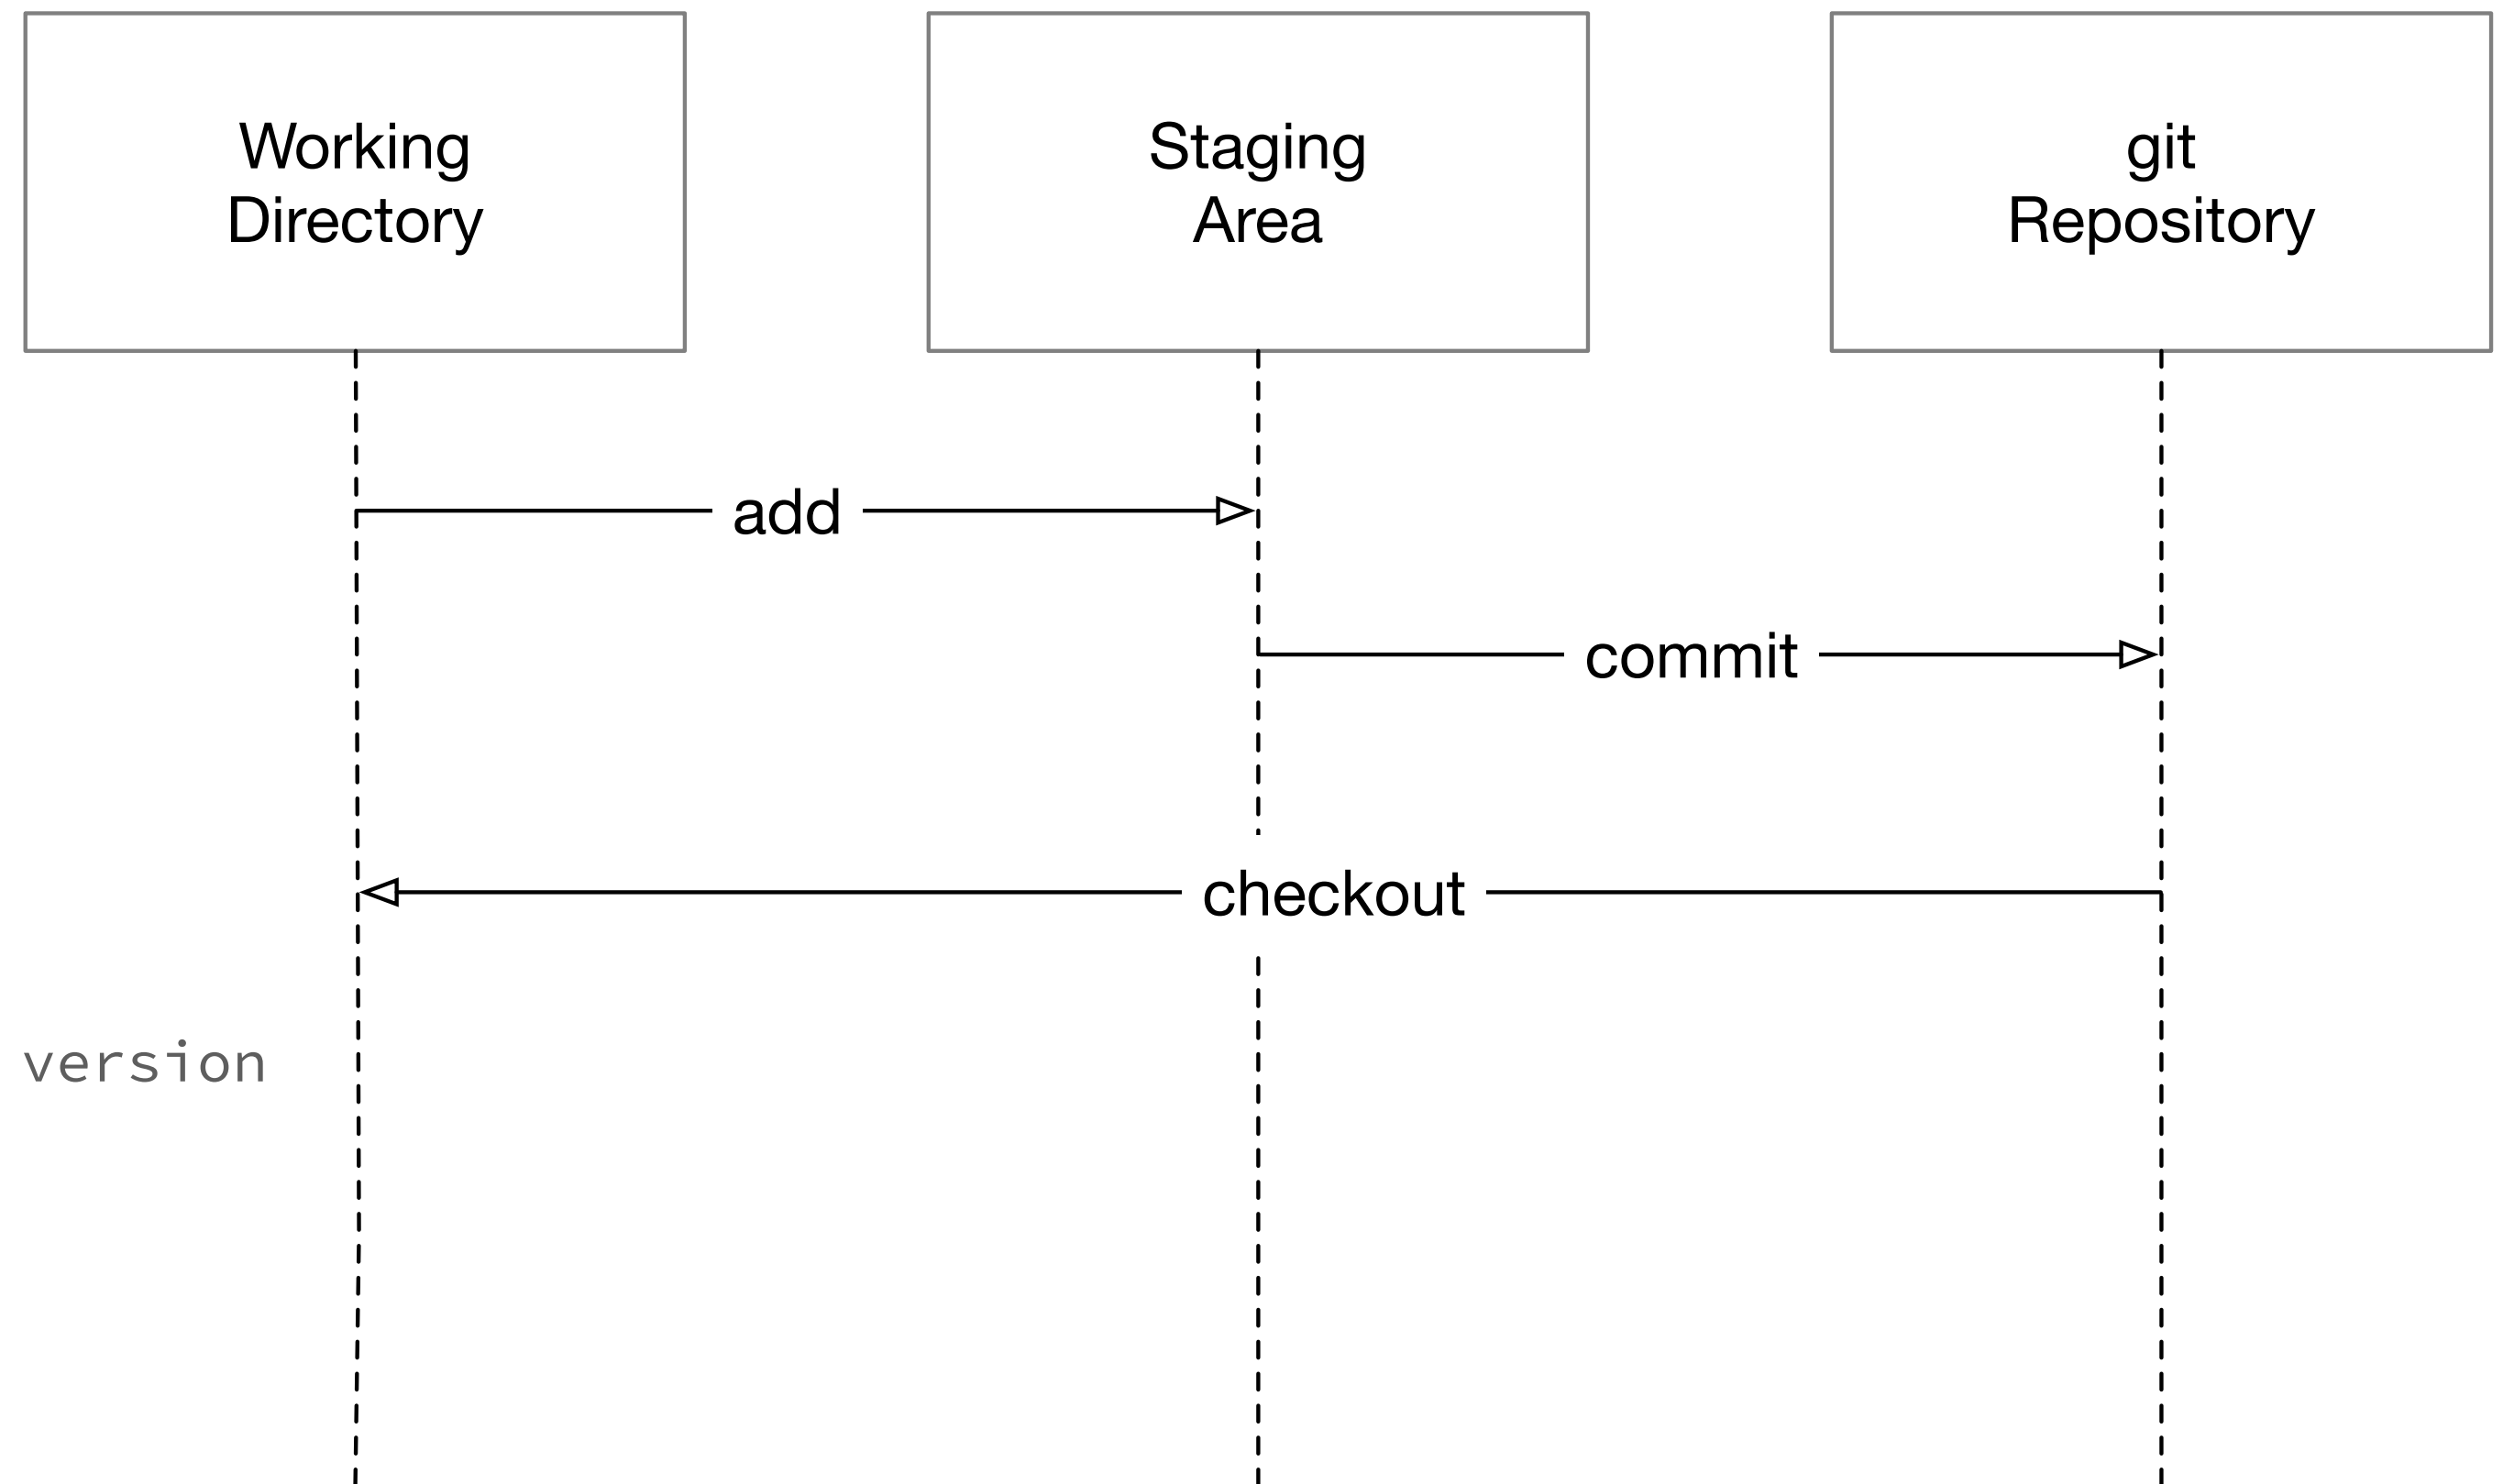 Working
Directory
Staging
Area
git
Repository
add
commit
checkout
version